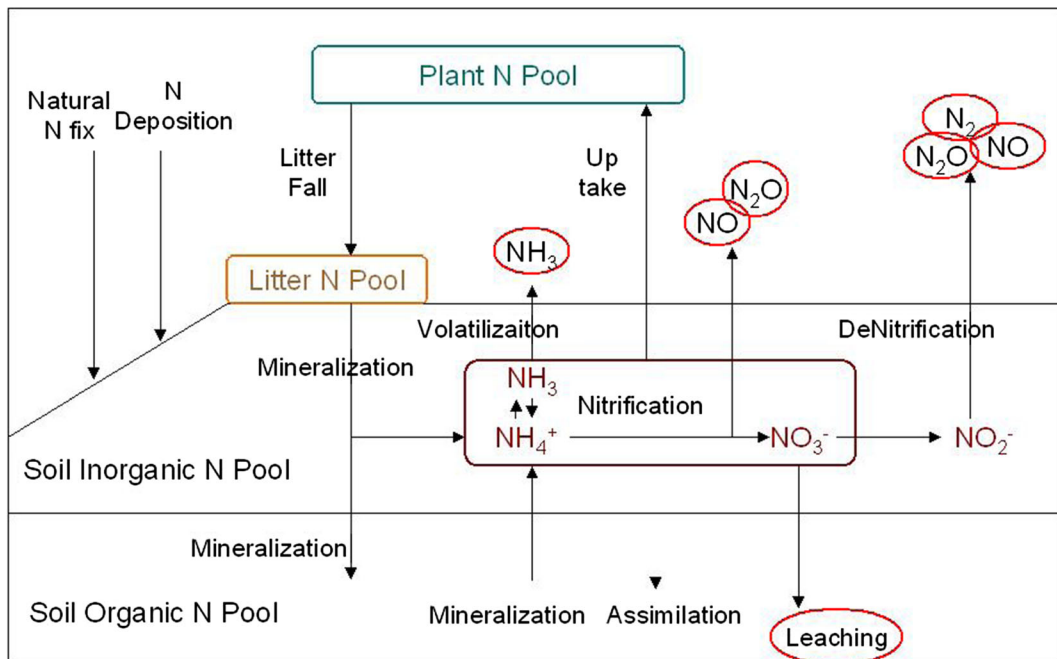 Plant N Pool
Natural
N fix
N
Deposition
N₂
N₂O
NO
Litter
Fall
Up
take
N₂O
NO
NH₃
Litter N Pool
Volatilizaiton
DeNitrification
Mineralization
NH₃
Nitrification
NH₄⁺
NO₃⁻
NO₂⁻
Soil Inorganic N Pool
Mineralization
Soil Organic N Pool
Mineralization
Assimilation
Leaching